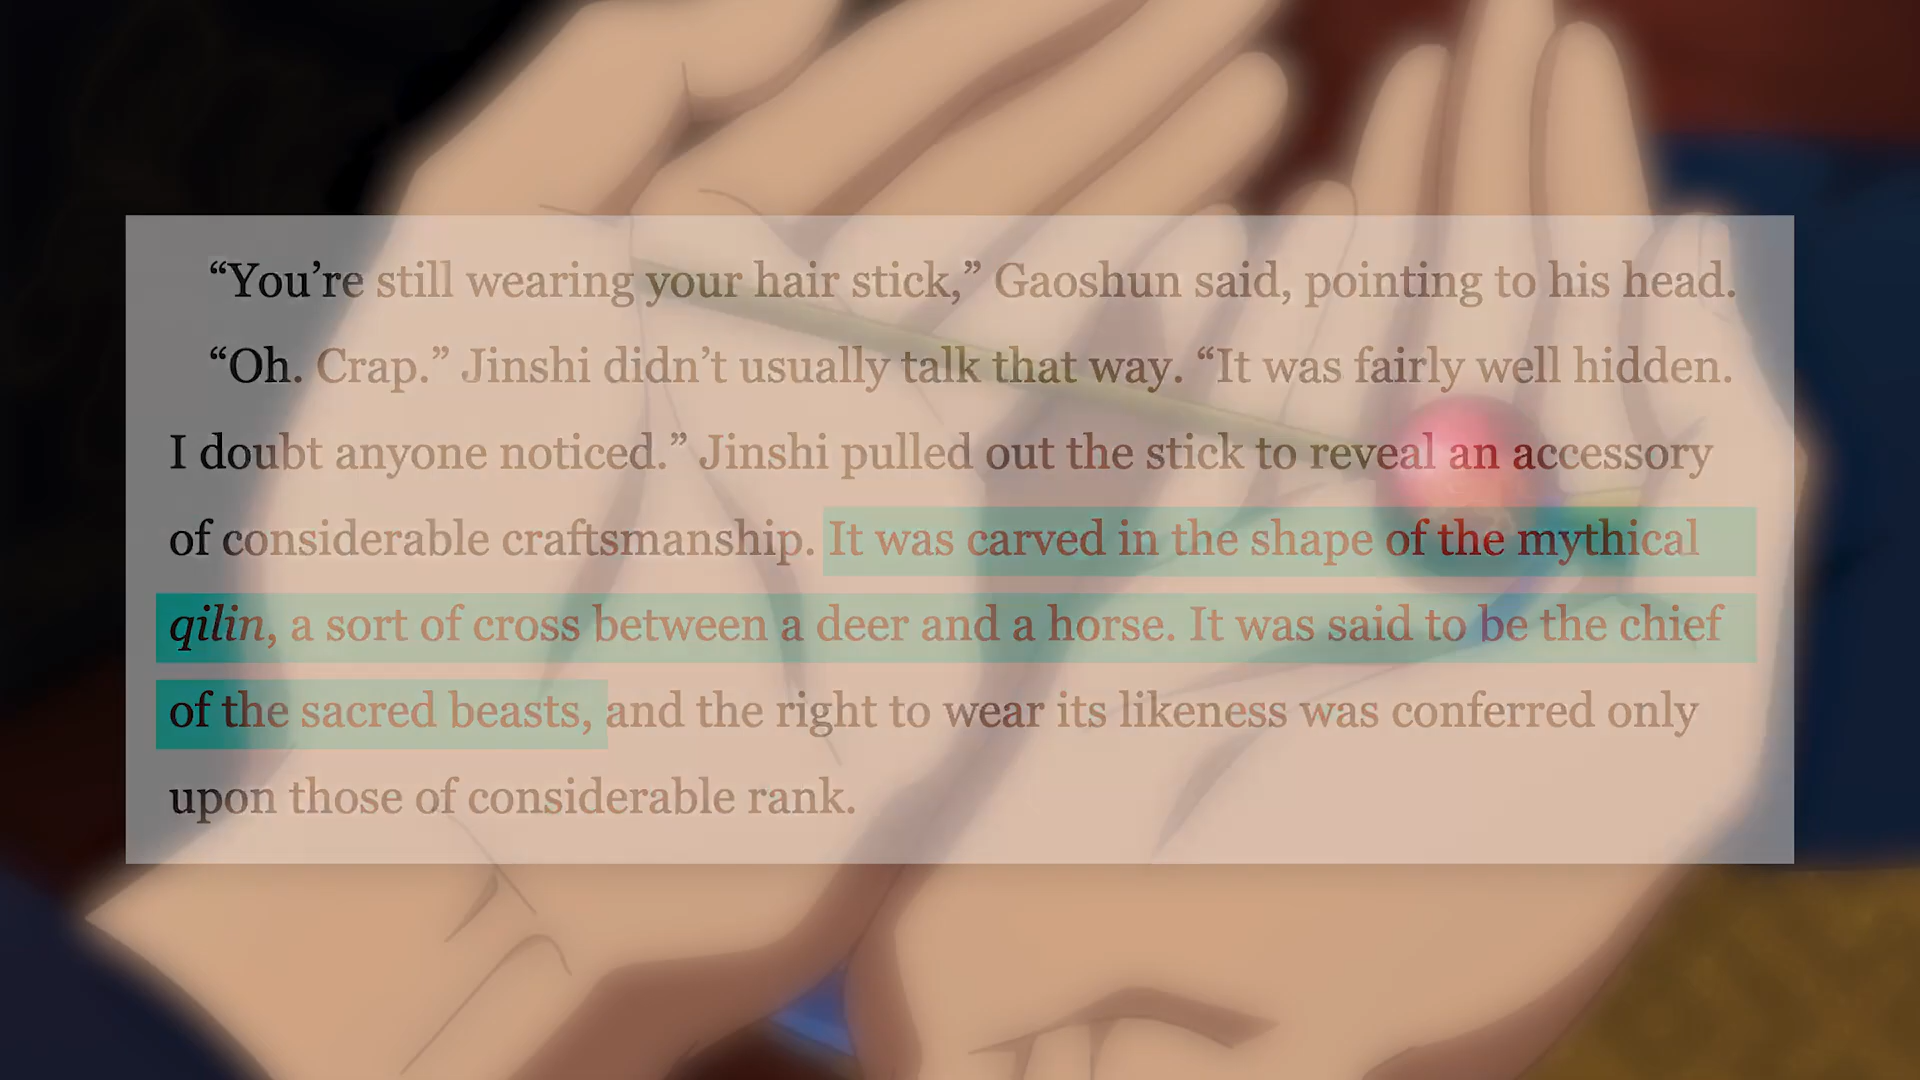 “You’re still wearing your hair stick,” Gaoshun said, pointing to his head.
“Oh. Crap.” Jinshi didn’t usually talk that way. “It was fairly well hidden.
I doubt anyone noticed.” Jinshi pulled out the stick to reveal an accessory
of considerable craftsmanship. It was carved in the shape of the mythical
qilin, a sort of cross between a deer and a horse. It was said to be the chief
of the sacred beasts, and the right to wear its likeness was conferred only
upon those of considerable rank.